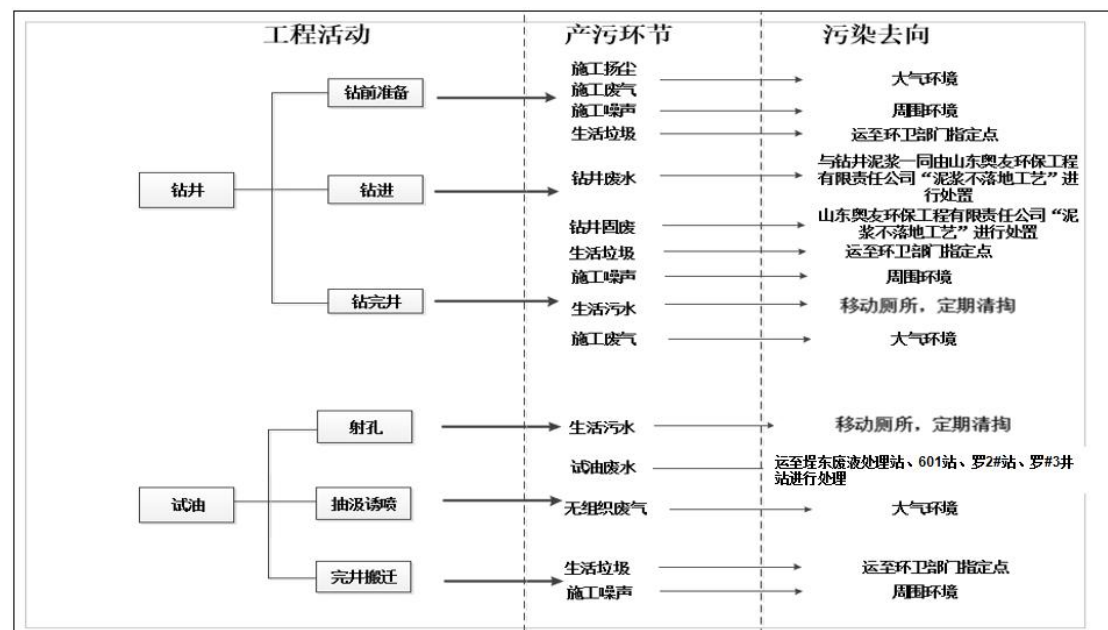 工程活动
产污环节
污染去向
钻井
钻前准备
施工扬尘
施工废气
大气环境
施工噪声
周围环境
生活垃圾
运至环卫部门指定点
钻进
钻井废水
与钻井泥浆一同由山东奥友环保工程
有限责任公司“泥浆不落地工艺”进
行处置
钻井固废
山东奥友环保工程有限责任公司“泥
浆不落地工艺”进行处置
生活垃圾
运至环卫部门指定点
施工噪声
周围环境
钻完井
生活污水
移动厕所，定期清掏
施工废气
大气环境
试油
射孔
生活污水
移动厕所，定期清掏
试油废水
运至堤东废液处理站、601站、罗2#站、罗#3井
站进行处理
抽汲诱喷
无组织废气
大气环境
完井搬迁
生活垃圾
运至环卫部门指定点
施工噪声
周围环境